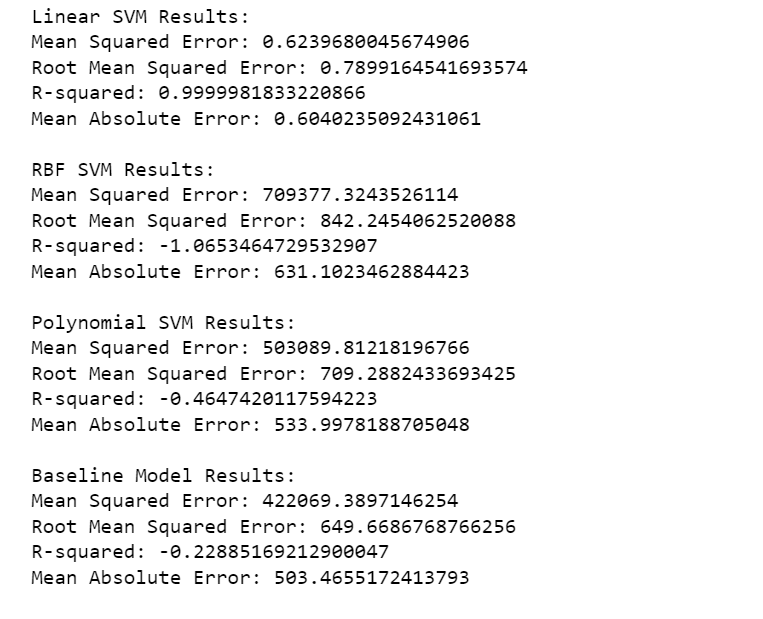 Linear SVM Results:
Mean Squared Error: 0.6239680045674906
Root Mean Squared Error: 0.7899164541693574
R-squared: 0.9999981833220866
Mean Absolute Error: 0.6040235092431061
RBF SVM Results:
Mean Squared Error: 709377.3243526114
Root Mean Squared Error: 842.2454062520088
R-squared: -1.0653464729532907
Mean Absolute Error: 631.1023462884423
Polynomial SVM Results:
Mean Squared Error: 503089.81218196766
Root Mean Squared Error: 709.2882433693425
R-squared: -0.4647420117594223
Mean Absolute Error: 533.9978188705048
Baseline Model Results:
Mean Squared Error: 422069.3897146254
Root Mean Squared Error: 649.6686768766256
R-squared: -0.22885169212900047
Mean Absolute Error: 503.4655172413793